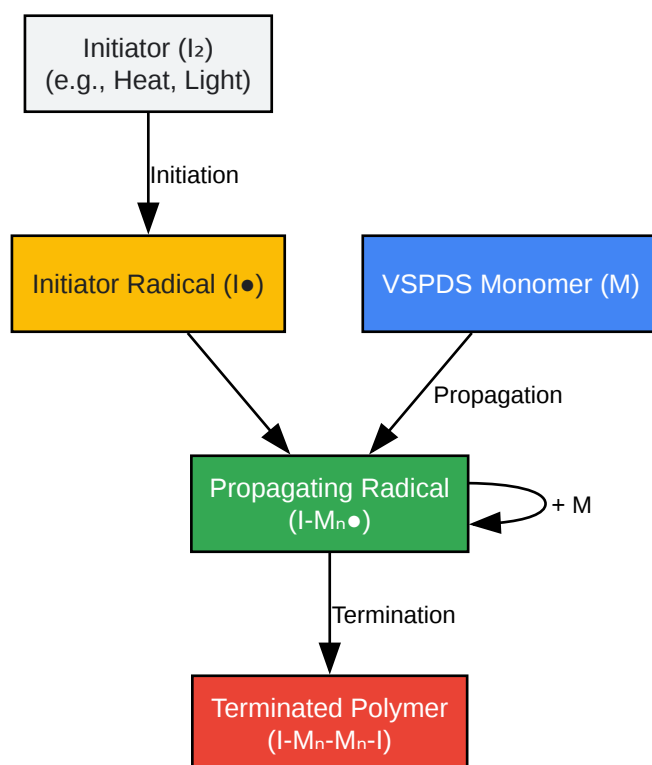 Initiator (I₂)
(e.g., Heat, Light)
Initiation
Initiator Radical (I●)
VSPDS Monomer (M)
Propagation
Propagating Radical
(I-Mₙ●)
+ M
Termination
Terminated Polymer
(I-Mₙ-Mₙ-I)